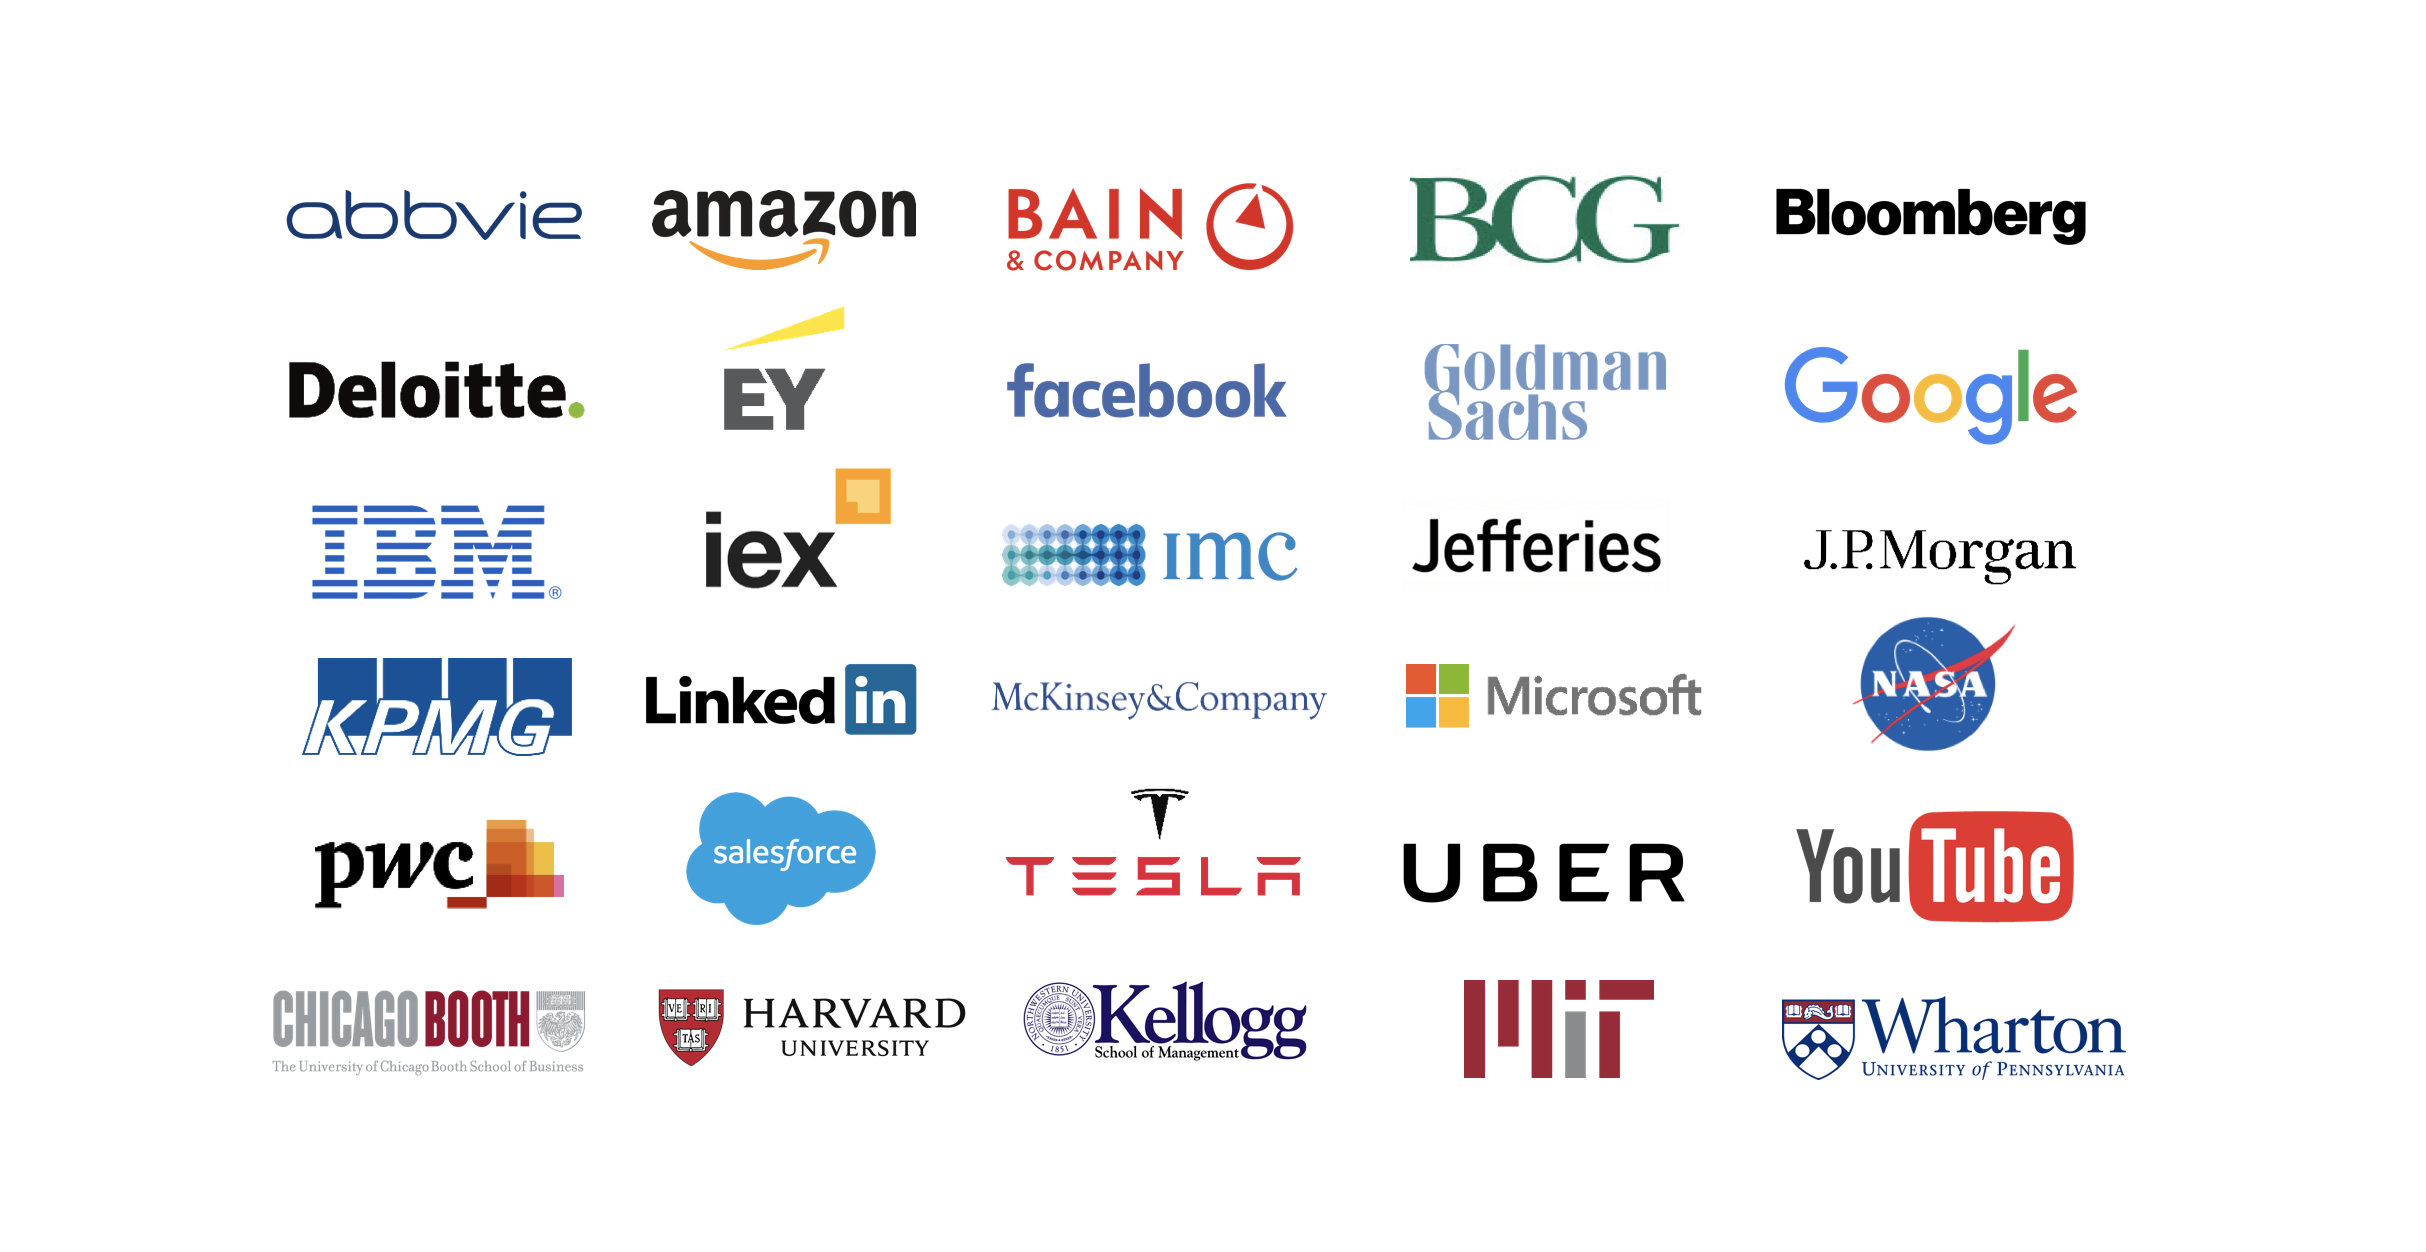 abbvie
amazon
BAIN
& COMPANY
BCG
Bloomberg
Deloitte.
EY
facebook
Goldman
Sachs
Google
IBM®
iex
imc
Jefferies
J.P.Morgan
KPMG
Linked in
McKinsey&Company
Microsoft
NASA
pwc
salesforce
TESLA
UBER
YouTube
CHICAGO BOOTH
The University of Chicago Booth School of Business
VE RI
TAS
HARVARD
UNIVERSITY
NORTHWESTERN UNIVERSITY
1851
Kellogg
School of Management
MIT
Wharton
UNIVERSITY of PENNSYLVANIA